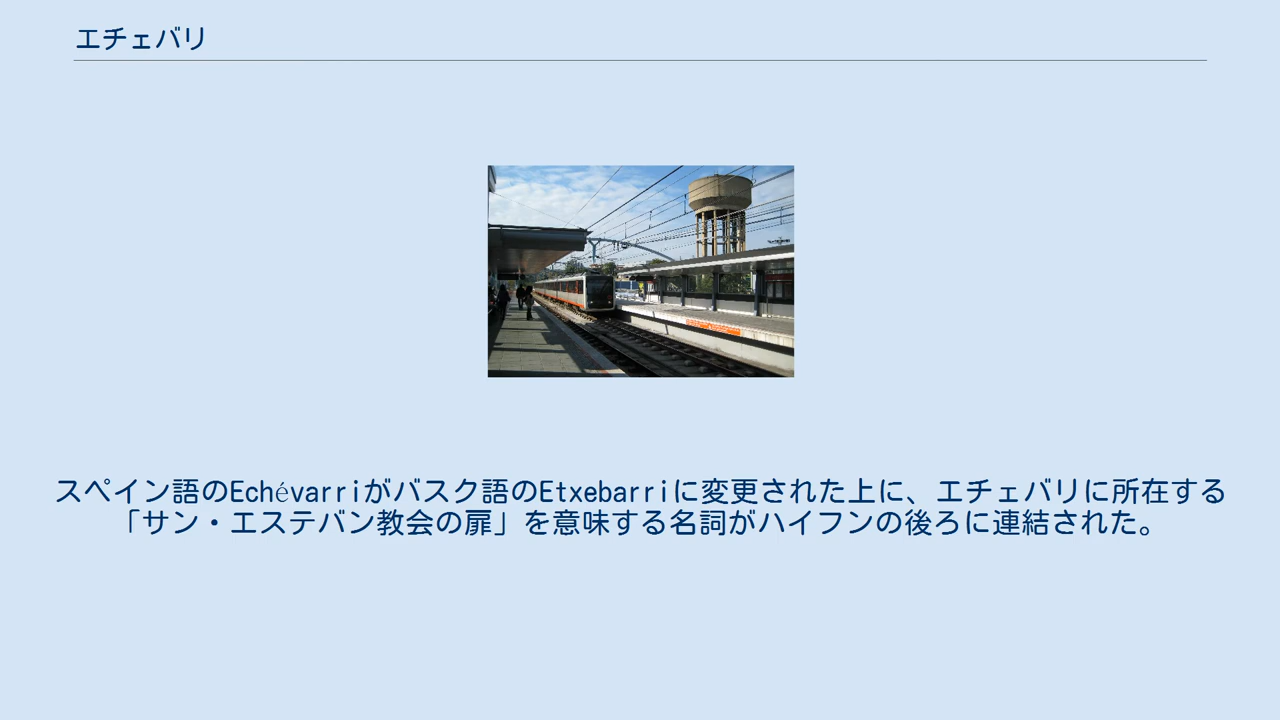 エチェバリ
スペイン語のEchévarriがバスク語のEtxebarriに変更された上に、エチェバリに所在する
「サン・エステバン教会の扉」を意味する名詞がハイフンの後ろに連結された。